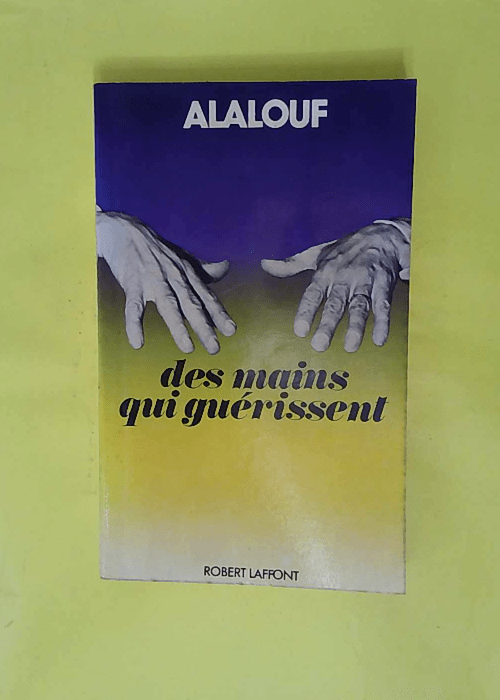 ALALOUF
des mains
qui guérissent
ROBERT LAFFONT